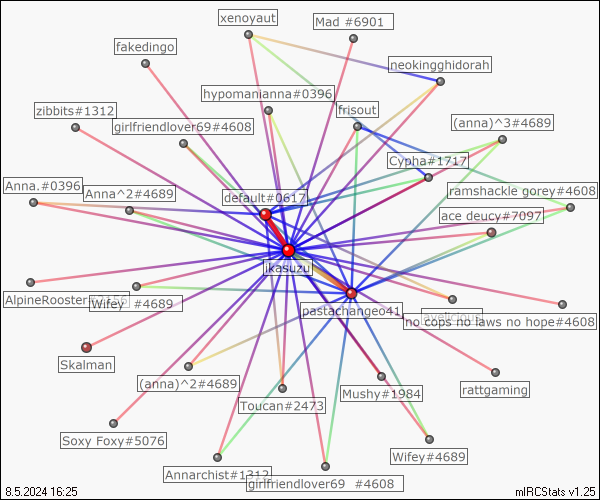 xenoyaut
Mad #6901
fakedingo
neokingghidorah
hypomanianna#0396
zibbits#1312
frisout
girlfriendlover69#4608
(anna)^3#4689
Cypha#1717
Anna.#0396
Anna^2#4689
ramshackle gorey#4608
default#0617
ace deucy#7097
jkasuzu
AlpineRooster
Wifey #4689
pastachangeo41
no cops no laws no hope#4608
Skalman
(anna)^2#4689
Mushy#1984
rattgaming
Toucan#2473
Soxy Foxy#5076
Wifey#4689
Annarchist#1312
girlfriendlover69 #4608
8.5.2024 16:25
mIRCStats v1.25